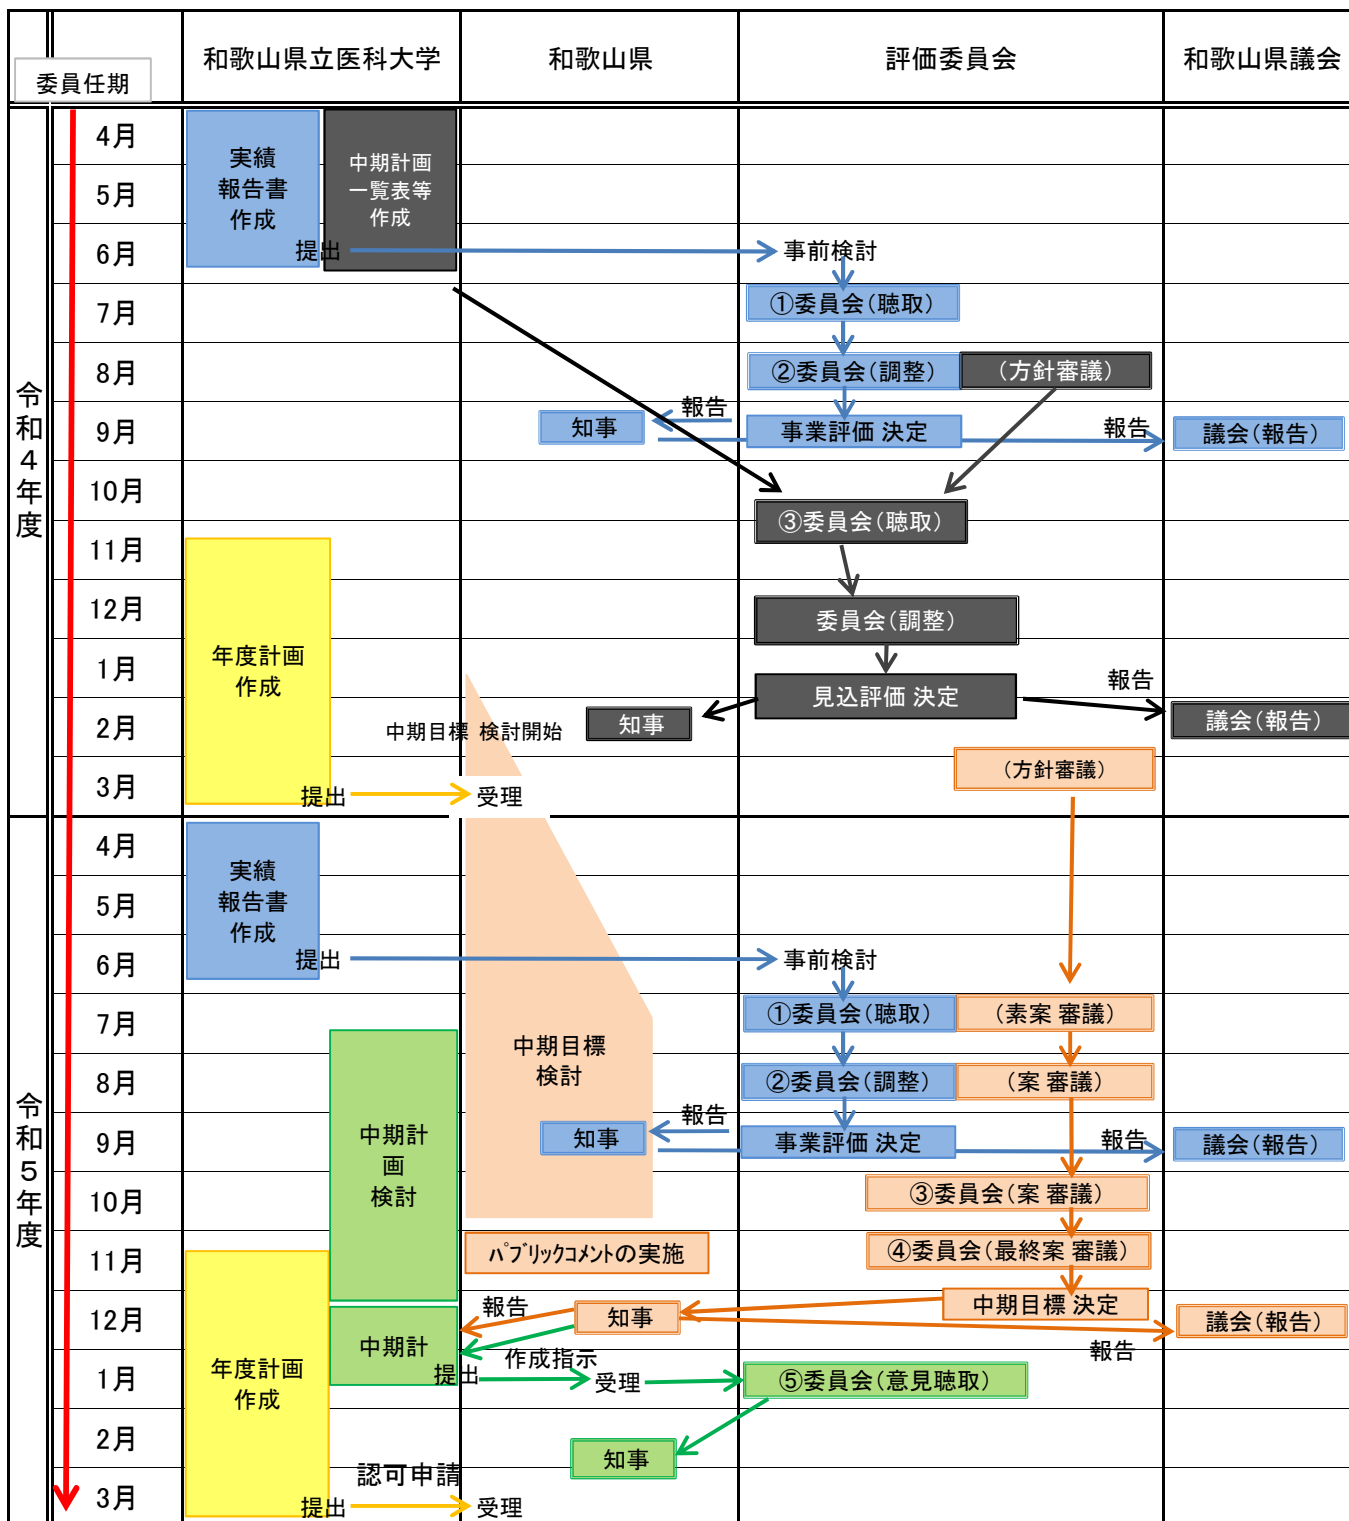 委員任期
和歌山県立医科大学
和歌山県
評価委員会
和歌山県議会
令和４年度
4月
5月
6月
7月
8月
9月
10月
11月
12月
1月
2月
3月
実績
報告書
作成
中期計画
一覧表等
作成
提出
事前検討
①委員会(聴取)
②委員会(調整)
(方針審議)
知事
報告
事業評価 決定
報告
議会(報告)
③委員会(聴取)
委員会(調整)
年度計画
作成
見込評価 決定
報告
中期目標 検討開始
知事
議会(報告)
(方針審議)
提出
受理
令和５年度
4月
5月
6月
7月
8月
9月
10月
11月
12月
1月
2月
3月
実績
報告書
作成
提出
事前検討
①委員会(聴取)
(素案 審議)
中期目標
検討
②委員会(調整)
(案 審議)
中期計
画
検討
知事
報告
事業評価 決定
報告
議会(報告)
③委員会(案 審議)
パブリックコメントの実施
④委員会(最終案 審議)
中期目標 決定
報告
知事
議会(報告)
報告
中期計
作成指示
年度計画
作成
提出
受理
⑤委員会(意見聴取)
知事
認可申請
提出
受理